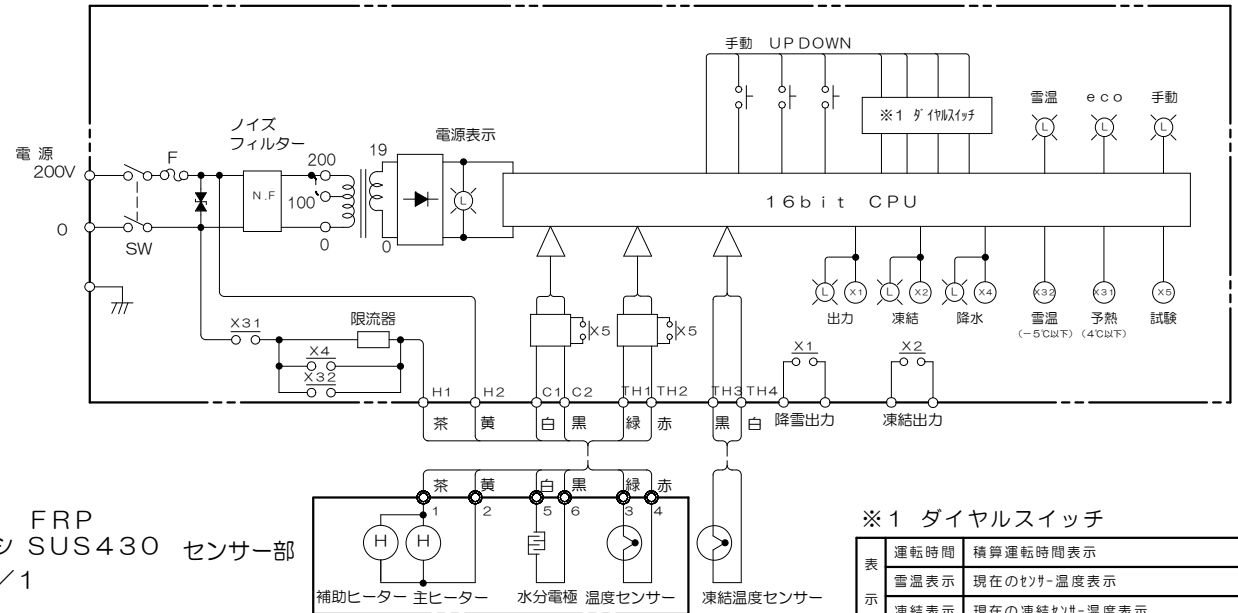 手動 UP DOWN
※1 ダイヤルスイッチ
雪温 eco 手動
L L L
ノイズ
フィルター
電源表示
電源
200V
F
200
19
N.F
100
L
16bit CPU
0
SW
0
0
L X1 L X2 L X4 X32 X31 X5
出力 凍結 降水 雪温 予熱 試験
(-5℃以下) (4℃以下)
X31
限流器
X5 X5
X4
X32
X1 X2
H1 H2 C1 C2 TH1 TH2 TH3 TH4
降雪出力 凍結出力
茶 黄 白 黒 緑 赤 黒 白
茶 黄 白 黒 緑 赤
1 2 5 6 3 4
FRP
シ SUS430 センサー部
/1
H H
補助ヒーター 主ヒーター 水分電極 温度センサー 凍結温度センサー
※1 ダイヤルスイッチ
表示
運転時間 積算運転時間表示
雪温表示 現在のセンサー温度表示
凍結表示 現在の凍結センサー温度表示